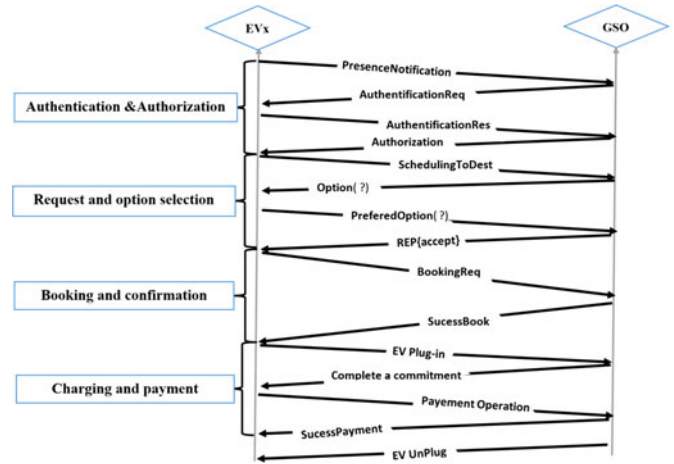 EVx
GSO
PresenceNotification
AuthentificationReq
Authentication &Authorization
AuthentificationRes
Authorization
SchedulingToDest
Option( ?)
Request and option selection
PreferedOption( ?)
REP{accept}
BookingReq
Booking and confirmation
SucessBook
EV Plug-in
Complete a commitment
Charging and payment
Payement Operation
SucessPayment
EV UnPlug